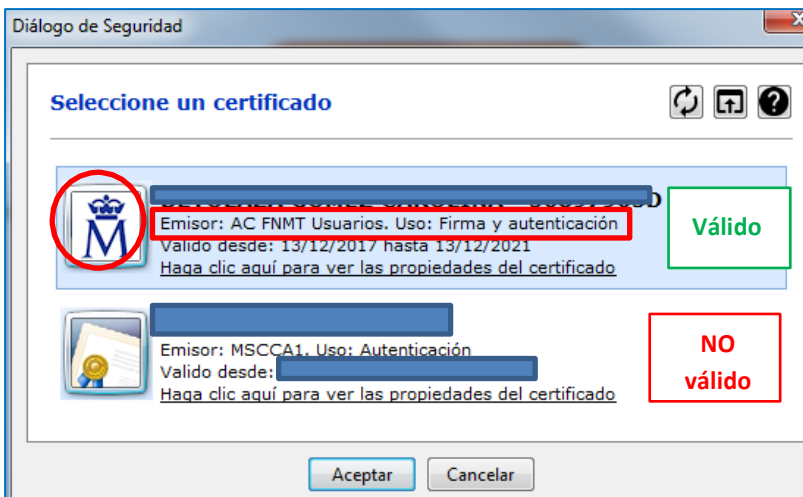 Diálogo de Seguridad
Seleccione un certificado
Emisor: AC FNMT Usuarios. Uso: Firma y autenticación
Valido desde: 13/12/2017 hasta 13/12/2021
Haga clic aquí para ver las propiedades del certificado
Válido
Emisor: MSCCA1. Uso: Autenticación
Valido desde:
Haga clic aquí para ver las propiedades del certificado
NO
válido
Aceptar
Cancelar